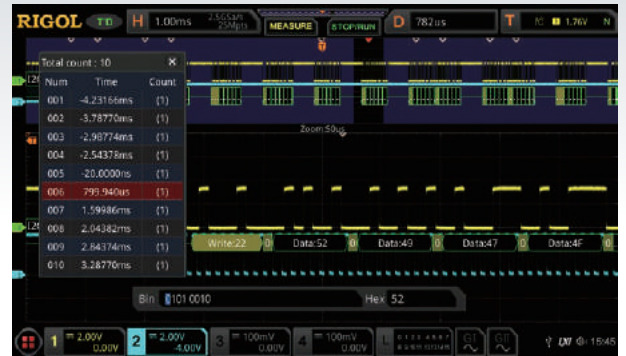 RIGOL T'D H 1.00ms 2.5GSa/s 25Mpts MEASURE STOP/RUN D 782us T 1.76V N
Total count : 10 ×
Num Time Count
001 -4.23166ms (1)
002 -3.78770ms (1)
003 -2.98774ms (1)
004 -2.54378ms (1)
005 -20.0000ns (1)
006 799.940us (1)
007 1.59986ms (1)
008 2.04382ms (1)
009 2.84374ms (1)
010 3.28770ms (1)
Zoom:50us
Write:22 Data:52 Data:49 Data:47 Data:4F
Bin 0101 0010 Hex 52
1 2.00V 0.00V 2 2.00V -4.00V 3 100mV 0.00V 4 100mV 0.00V L GI GII LXI 15:45